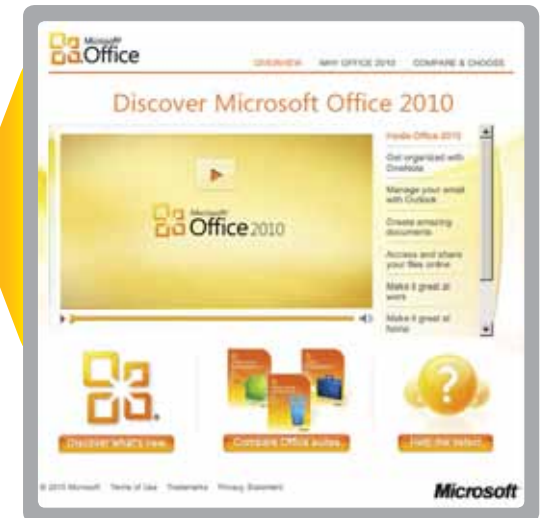 Microsoft
Office
OVERVIEW WHY OFFICE 2010 COMPARE & CHOOSE
Discover Microsoft Office 2010
Inside Office 2010
Get organized with
OneNote
Manage your email
with Outlook
Create amazing
documents
Access and share
your files online
Make it great at
work
Make it great at
home
Microsoft
Office 2010
Discover what's new
Compare Office suites
Help me select
© 2010 Microsoft Terms of Use Trademarks Privacy Statement
Microsoft